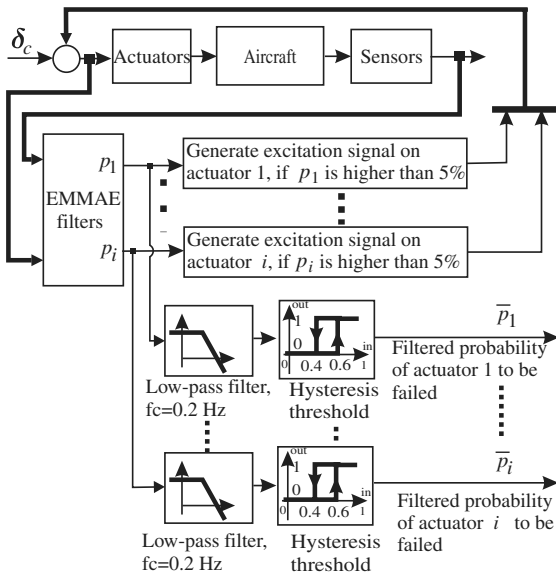 δc
Actuators
Aircraft
Sensors
EMMAE
filters
p1
pi
Generate excitation signal on
actuator 1, if p1 is higher than 5%
Generate excitation signal on
actuator i, if pi is higher than 5%
out
1
0
in
0 0.4 0.6 1
Low-pass filter,
fc=0.2 Hz
Hysteresis
threshold
p̅1
Filtered probability
of actuator 1 to be
failed
out
1
0
in
0 0.4 0.6 1
Low-pass filter,
fc=0.2 Hz
Hysteresis
threshold
p̅i
Filtered probability
of actuator i to be
failed